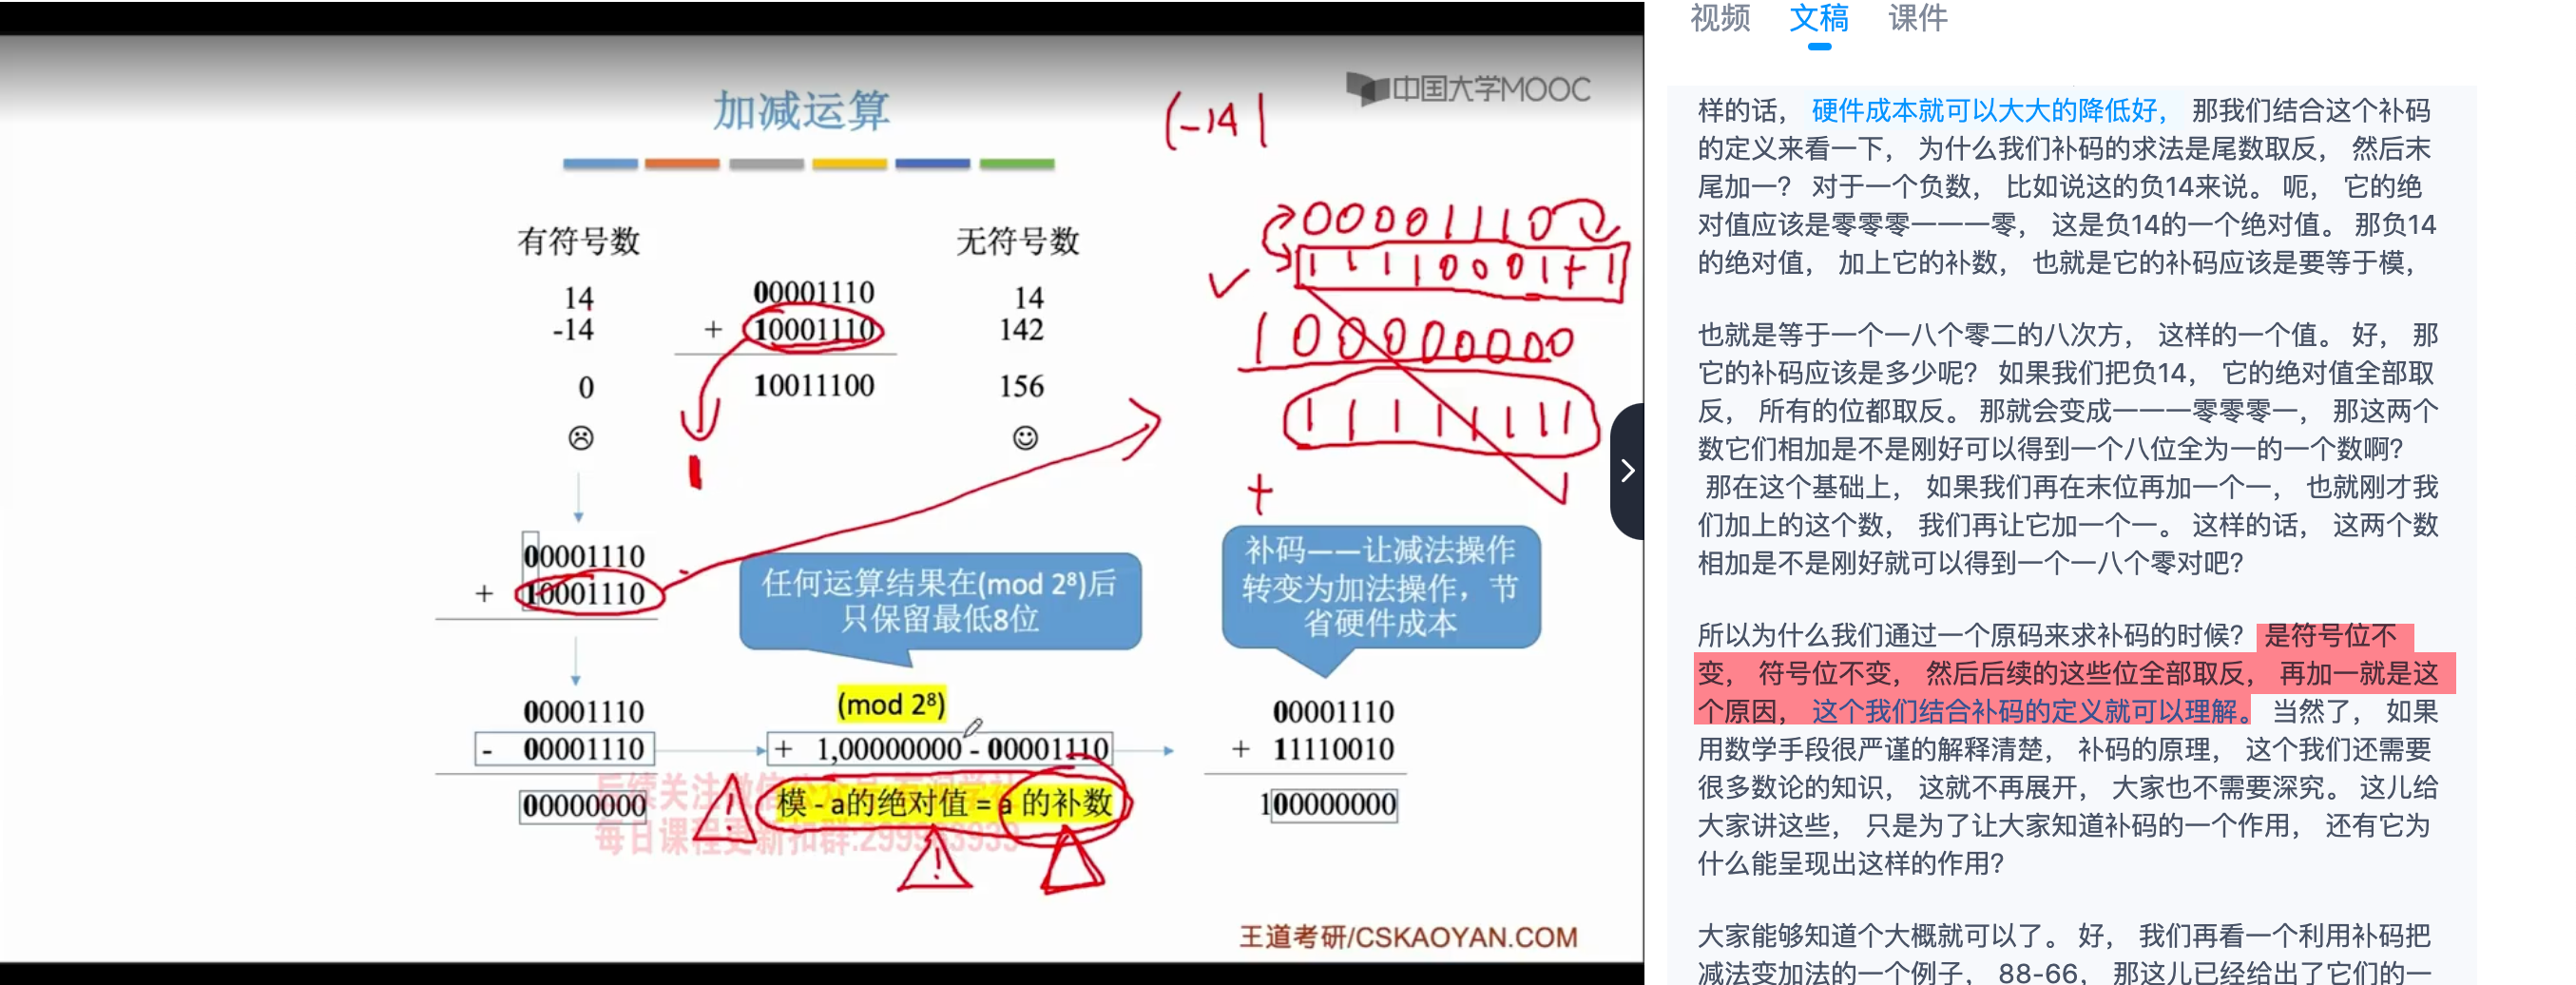 中国大学MOOC
加减运算
(-14|
有符号数
无符号数
14
00001110
14
-14
+ 10001110
142
0
10011100
156
00001110
11110001+1
100000000
11111111
+
1
00001110
+ 10001110
任何运算结果在(mod 2⁸)后
只保留最低8位
补码——让减法操作
转变为加法操作，节
省硬件成本
(mod 2⁸)
00001110
- 00001110
+ 1,00000000 - 00001110
00001110
+ 11110010
00000000
模 - a的绝对值 = a 的补数
100000000
王道考研/CSKAOYAN.COM
视频 文稿 课件
样的话， 硬件成本就可以大大的降低好， 那我们结合这个补码
的定义来看一下， 为什么我们补码的求法是尾数取反， 然后末
尾加一？ 对于一个负数， 比如说这的负14来说。 呃， 它的绝
对值应该是零零零一一一零， 这是负14的一个绝对值。 那负14
的绝对值， 加上它的补数， 也就是它的补码应该是要等于模，
也就是等于一个一八个零二的八次方， 这样的一个值。 好， 那
它的补码应该是多少呢？ 如果我们把负14， 它的绝对值全部取
反， 所有的位都取反。 那就会变成一一一零零零一， 那这两个
数它们相加是不是刚好可以得到一个八位全为一的一个数啊？
那在这个基础上， 如果我们再在末位再加一个一， 也就刚才我
们加上的这个数， 我们再让它加一个一。 这样的话， 这两个数
相加是不是刚好就可以得到一个一八个零对吧？
所以为什么我们通过一个原码来求补码的时候？ 是符号位不
变， 符号位不变， 然后后续的这些位全部取反， 再加一就是这
个原因， 这个我们结合补码的定义就可以理解。 当然了， 如果
用数学手段很严谨的解释清楚， 补码的原理， 这个我们还需要
很多数论的知识， 这就不再展开， 大家也不需要深究。 这儿给
大家讲这些， 只是为了让大家知道补码的一个作用， 还有它为
什么能呈现出这样的作用？
大家能够知道个大概就可以了。 好， 我们再看一个利用补码把
减法变加法的一个例子， 88-66， 那这儿已经给出了它们的一